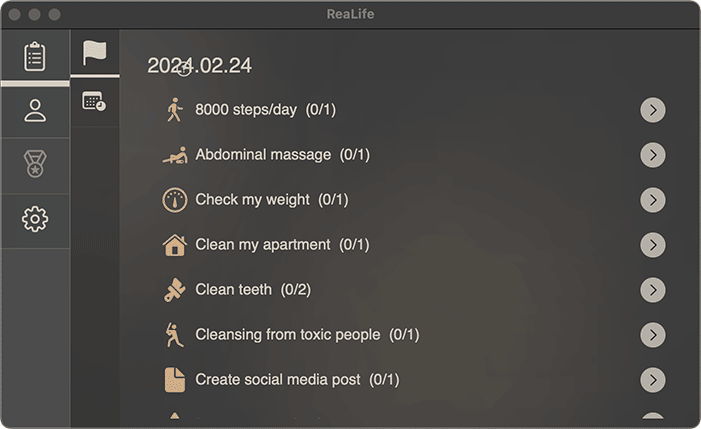 ReaLife
2024.02.24
8000 steps/day (0/1)
Abdominal massage (0/1)
Check my weight (0/1)
Clean my apartment (0/1)
Clean teeth (0/2)
Cleansing from toxic people (0/1)
Create social media post (0/1)